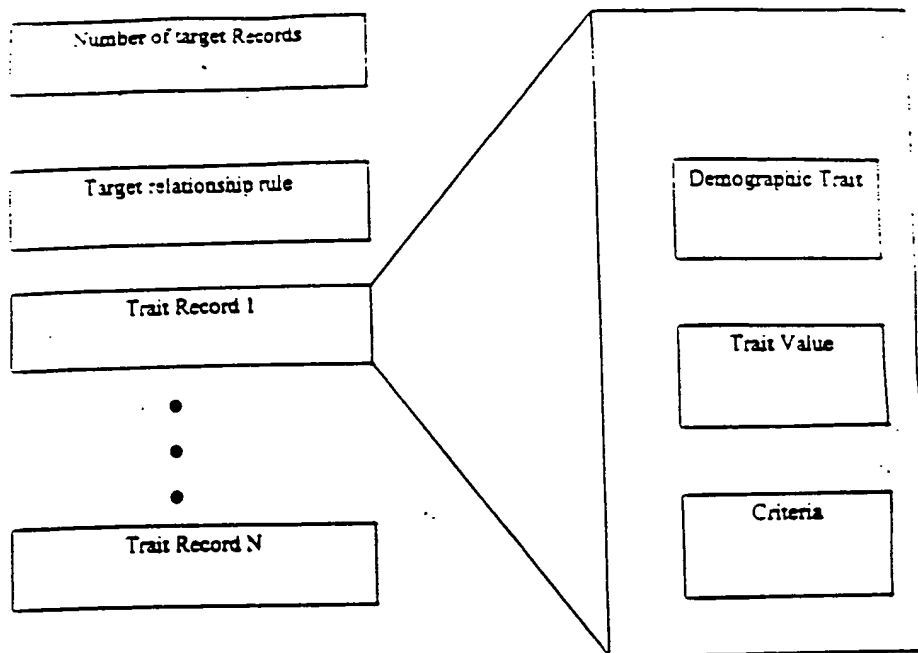 Number of target Records
Target relationship rule
Trait Record 1
Trait Record N
Demographic Trait
Trait Value
Criteria